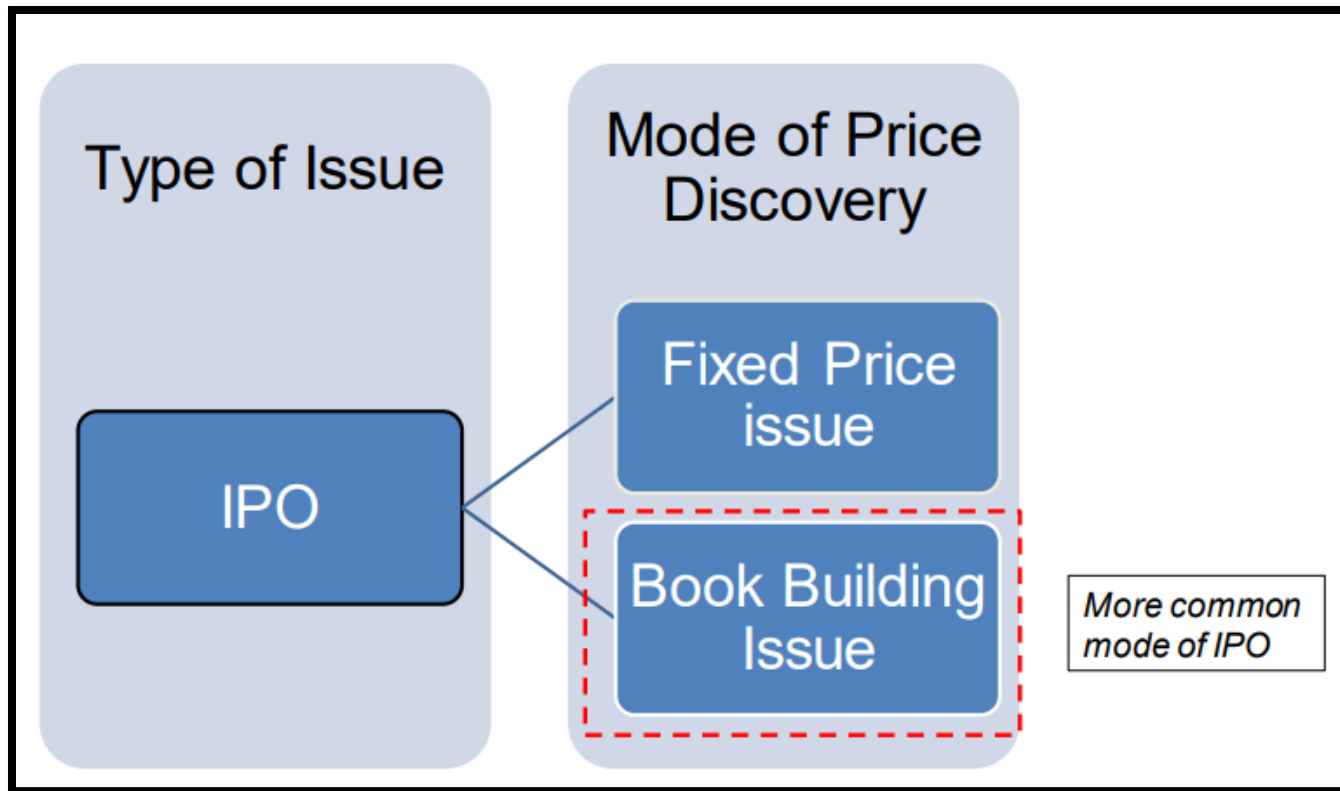 Type of Issue
IPO
Mode of Price
Discovery
Fixed Price
issue
Book Building
Issue
More common
mode of IPO